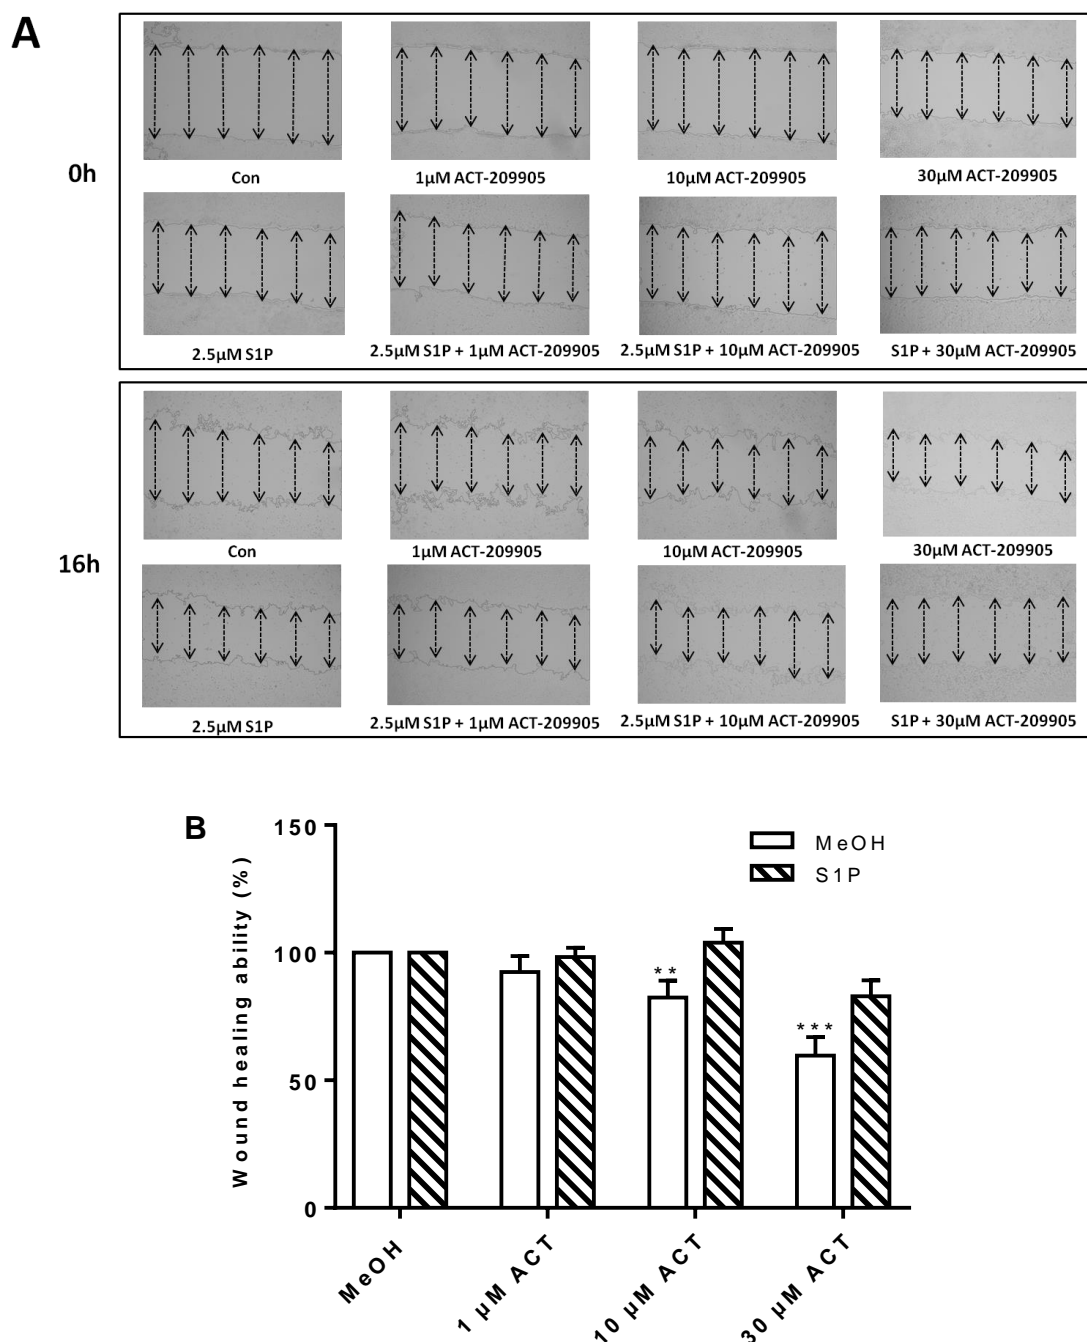 A
0h
Con
1µM ACT-209905
10µM ACT-209905
30µM ACT-209905
2.5µM S1P
2.5µM S1P + 1µM ACT-209905
2.5µM S1P + 10µM ACT-209905
S1P + 30µM ACT-209905
16h
Con
1µM ACT-209905
10µM ACT-209905
30µM ACT-209905
2.5µM S1P
2.5µM S1P + 1µM ACT-209905
2.5µM S1P + 10µM ACT-209905
S1P + 30µM ACT-209905
B
Wound healing ability (%)
150
100
50
0
MeOH
S1P
**
***
MeOH
1 µM ACT
10 µM ACT
30 µM ACT